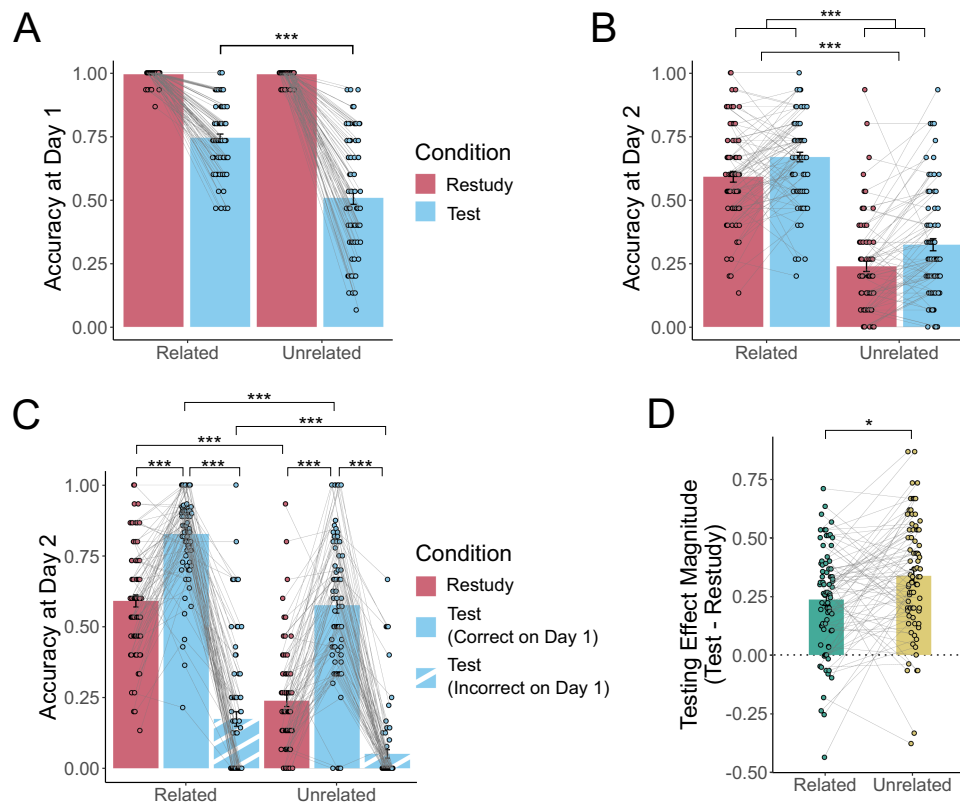 A
***
Accuracy at Day 1
1.00
0.75
0.50
0.25
0.00
Related
Unrelated
Condition
Restudy
Test
B
***
***
Accuracy at Day 2
1.00
0.75
0.50
0.25
0.00
Related
Unrelated
C
***
***
***
***
***
***
***
Accuracy at Day 2
1.00
0.75
0.50
0.25
0.00
Related
Unrelated
Condition
Restudy
Test
(Correct on Day 1)
Test
(Incorrect on Day 1)
D
*
Testing Effect Magnitude
(Test - Restudy)
0.75
0.50
0.25
0.00
-0.25
-0.50
Related
Unrelated